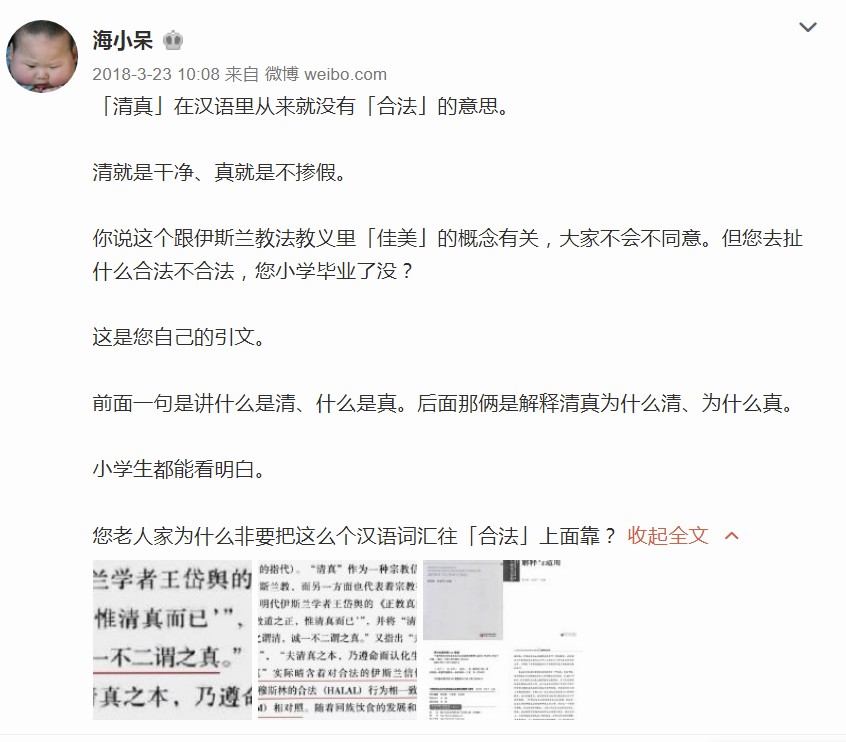 海小呆
2018-3-23 10:08 来自 微博 weibo.com
「清真」在汉语里从来就没有「合法」的意思。
清就是干净、真就是不掺假。
你说这个跟伊斯兰教法教义里「佳美」的概念有关，大家不会不同意。但您去扯
什么合法不合法，您小学毕业了没？
这是您自己的引文。
前面一句是讲什么是清、什么是真。后面那俩是解释清真为什么清、为什么真。
小学生都能看明白。
您老人家为什么非要把这么个汉语词汇往「合法」上面靠？ 收起全文
兰学者王岱舆的
惟清真而已'"，
一不二谓之真。"
真之本，乃遵命
的指代）。"清真"作为一种宗教信
斯兰教，而另一方面也代表着宗教
明代伊斯兰学者王岱舆的《正教真
道之正，惟清真而已'"，并将"清
谓清，诚一不二谓之真。"又指出"
"，"夫清真之本，乃遵命而认化生
"实际暗含着对合法的伊斯兰信
穆斯林的合法（HALAL）行为相一致
M）相对照。随着回族饮食的发展和
解释与适用